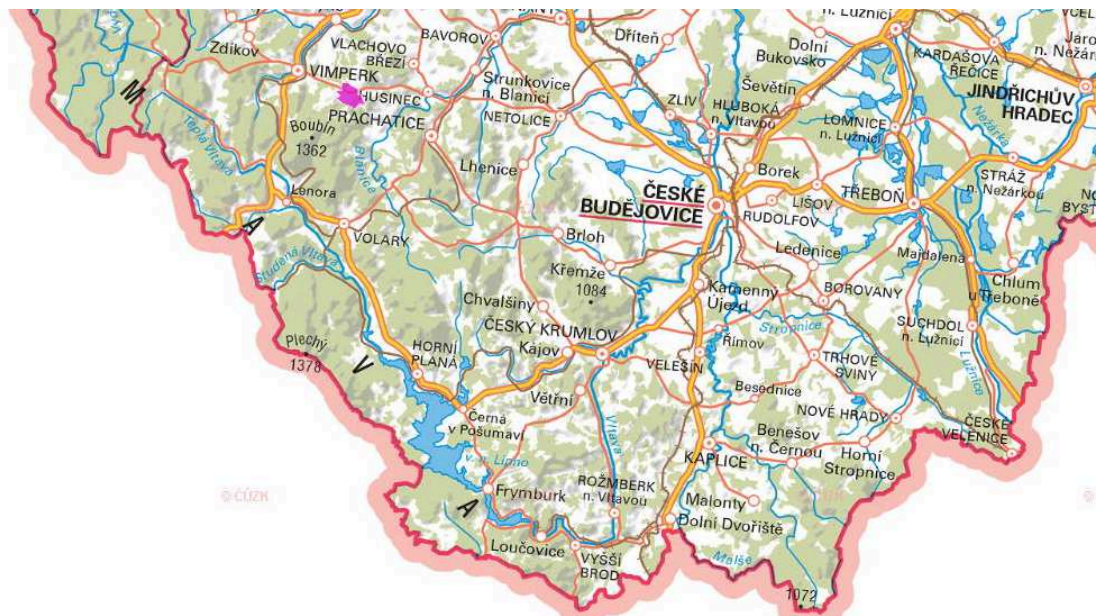 n. Lužnicí
Zdíkov
BAVOROV
Dříteň
Dolní
Bukovsko
KARDAŠOVA
ŘEČICE
n. Nežárkou
VLACHOVO
BŘEZÍ
VIMPERK
Strunkovice
n. Blanicí
Ševětín
JINDŘICHŮV
HRADEC
HUSINEC
ZLIV
HLUBOKÁ
n. Vltavou
LOMNICE
n. Lužnicí
Nežárka
M
Teplá Vltava
Boubín
1362
PRACHATICE
NETOLICE
Blanice
Lhenice
Borek
STRÁŽ
n. Nežárkou
Lenora
ČESKÉ
BUDĚJOVICE
LIŠOV
TŘEBOŇ
RUDOLFOV
A
VOLARY
Brloh
Ledenice
Majdalena
Studená Vltava
Křemže
1084
Chlum
u Třeboně
Kamenný
Újezd
BOROVANY
Chvalšiny
Stropnice
SUCHDOL
n. Lužnicí
Plechý
1378
ČESKÝ KRUMLOV
Kájov
Římov
HORNÍ
PLANÁ
V
VELEŠÍN
TRHOVÉ
SVINY
Lužnice
Větřní
Besednice
Černá
v Pošumaví
Vltava
NOVÉ HRADY
Benešov
n. Černou
ČESKÉ
VELENICE
v. n. Lipno
KAPLICE
Horní
Stropnice
© ČÚZK
Frymburk
ROŽMBERK
n. Vltavou
Malonty
© ČÚZK
A
Dolní Dvořiště
Loučovice
VYŠŠÍ
BROD
Malše
1072